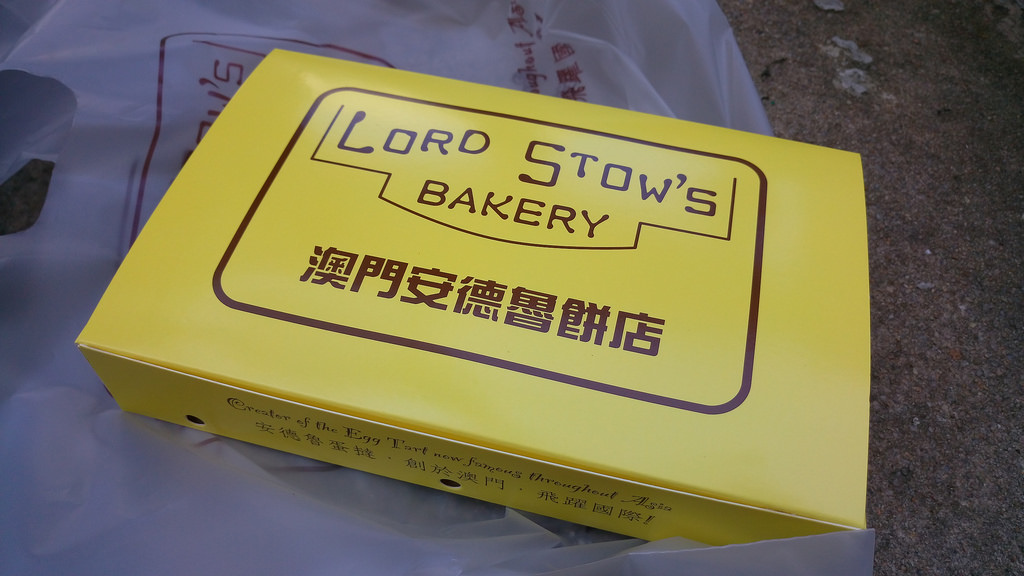 LORD STOW'S
BAKERY
澳門安德魯餅店
Creator of the Egg Tart now famous throughout Asia
安德魯蛋撻，創於澳門，飛躍國際!